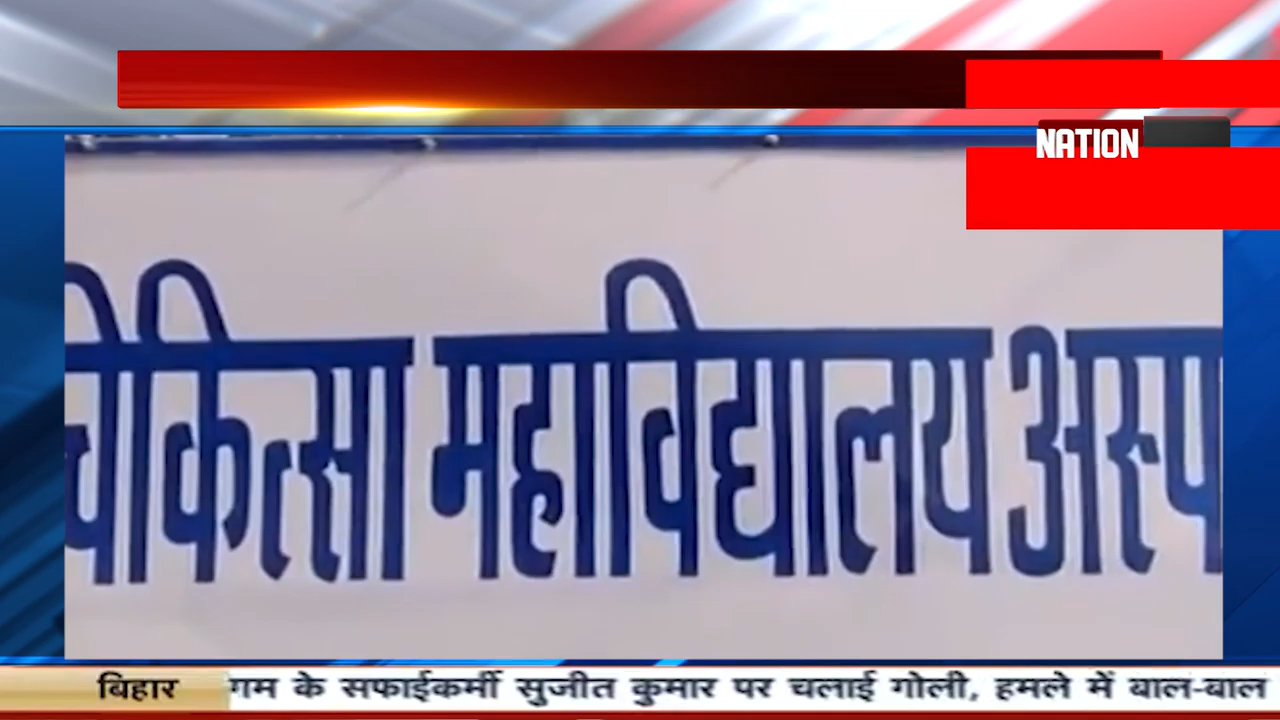 NATION
चिकित्सा महाविद्यालय अस्प
बिहार
गम के सफाईकर्मी सुजीत कुमार पर चलाई गोली, हमले में बाल-बाल